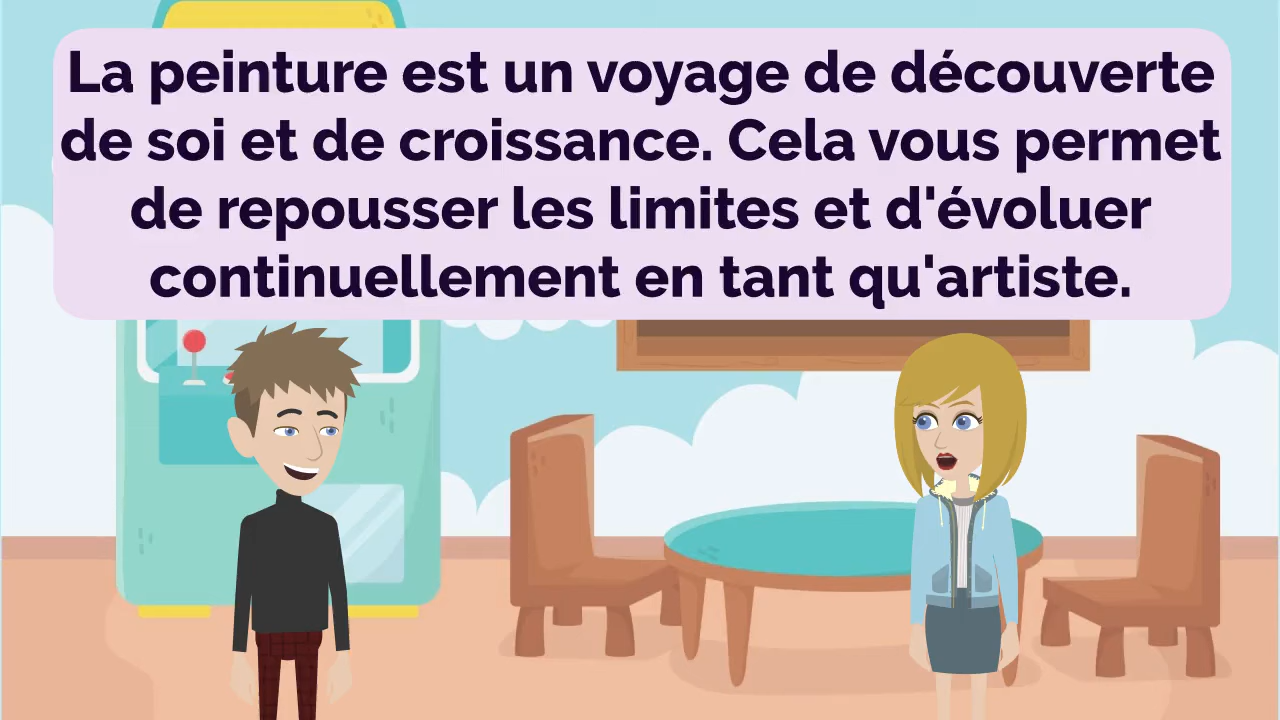 La peinture est un voyage de découverte
de soi et de croissance. Cela vous permet
de repousser les limites et d'évoluer
continuellement en tant qu'artiste.